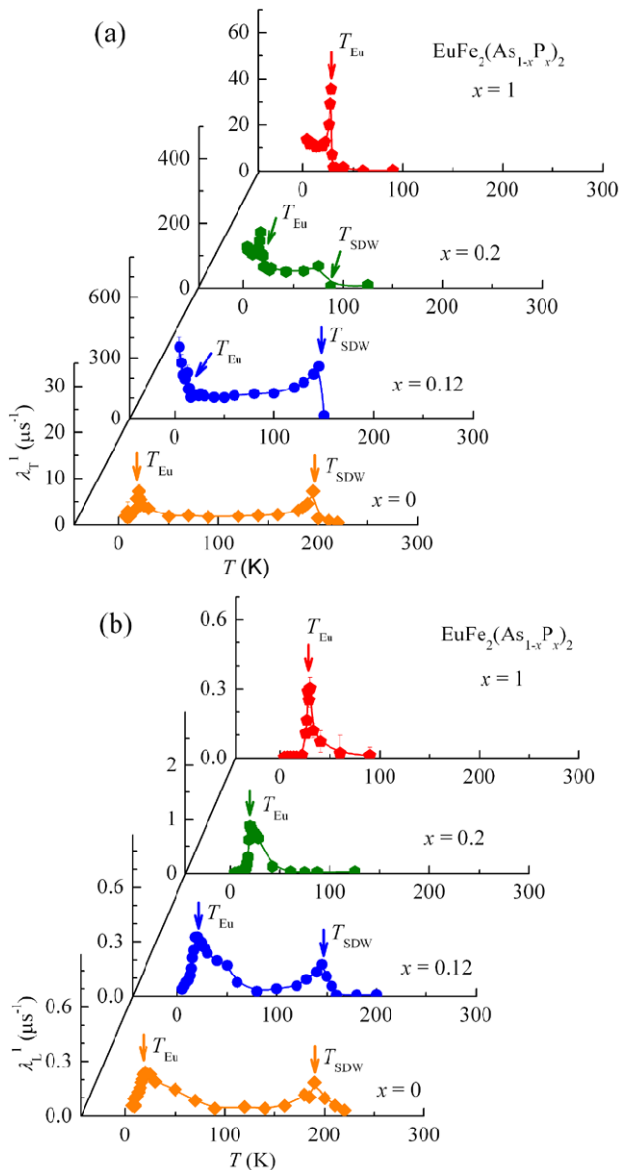 (a)
60
40
20
0
T_Eu
EuFe₂(As₁₋ₓPₓ)₂
x = 1
0 100 200 300
400
200
0
T_Eu
T_SDW
x = 0.2
0 100 200 300
600
300
0
T_Eu
T_SDW
x = 0.12
0 100 200 300
λ_T¹ (μs⁻¹)
30
20
10
0
T_Eu
T_SDW
x = 0
0 100 200 300
T (K)
(b)
0.6
0.3
0.0
T_Eu
EuFe₂(As₁₋ₓPₓ)₂
x = 1
0 100 200 300
2
1
0
T_Eu
x = 0.2
0 100 200 300
0.6
0.3
0.0
T_Eu
T_SDW
x = 0.12
0 100 200 300
λ_L¹ (μs⁻¹)
0.6
0.3
0.0
T_Eu
T_SDW
x = 0
0 100 200 300
T (K)